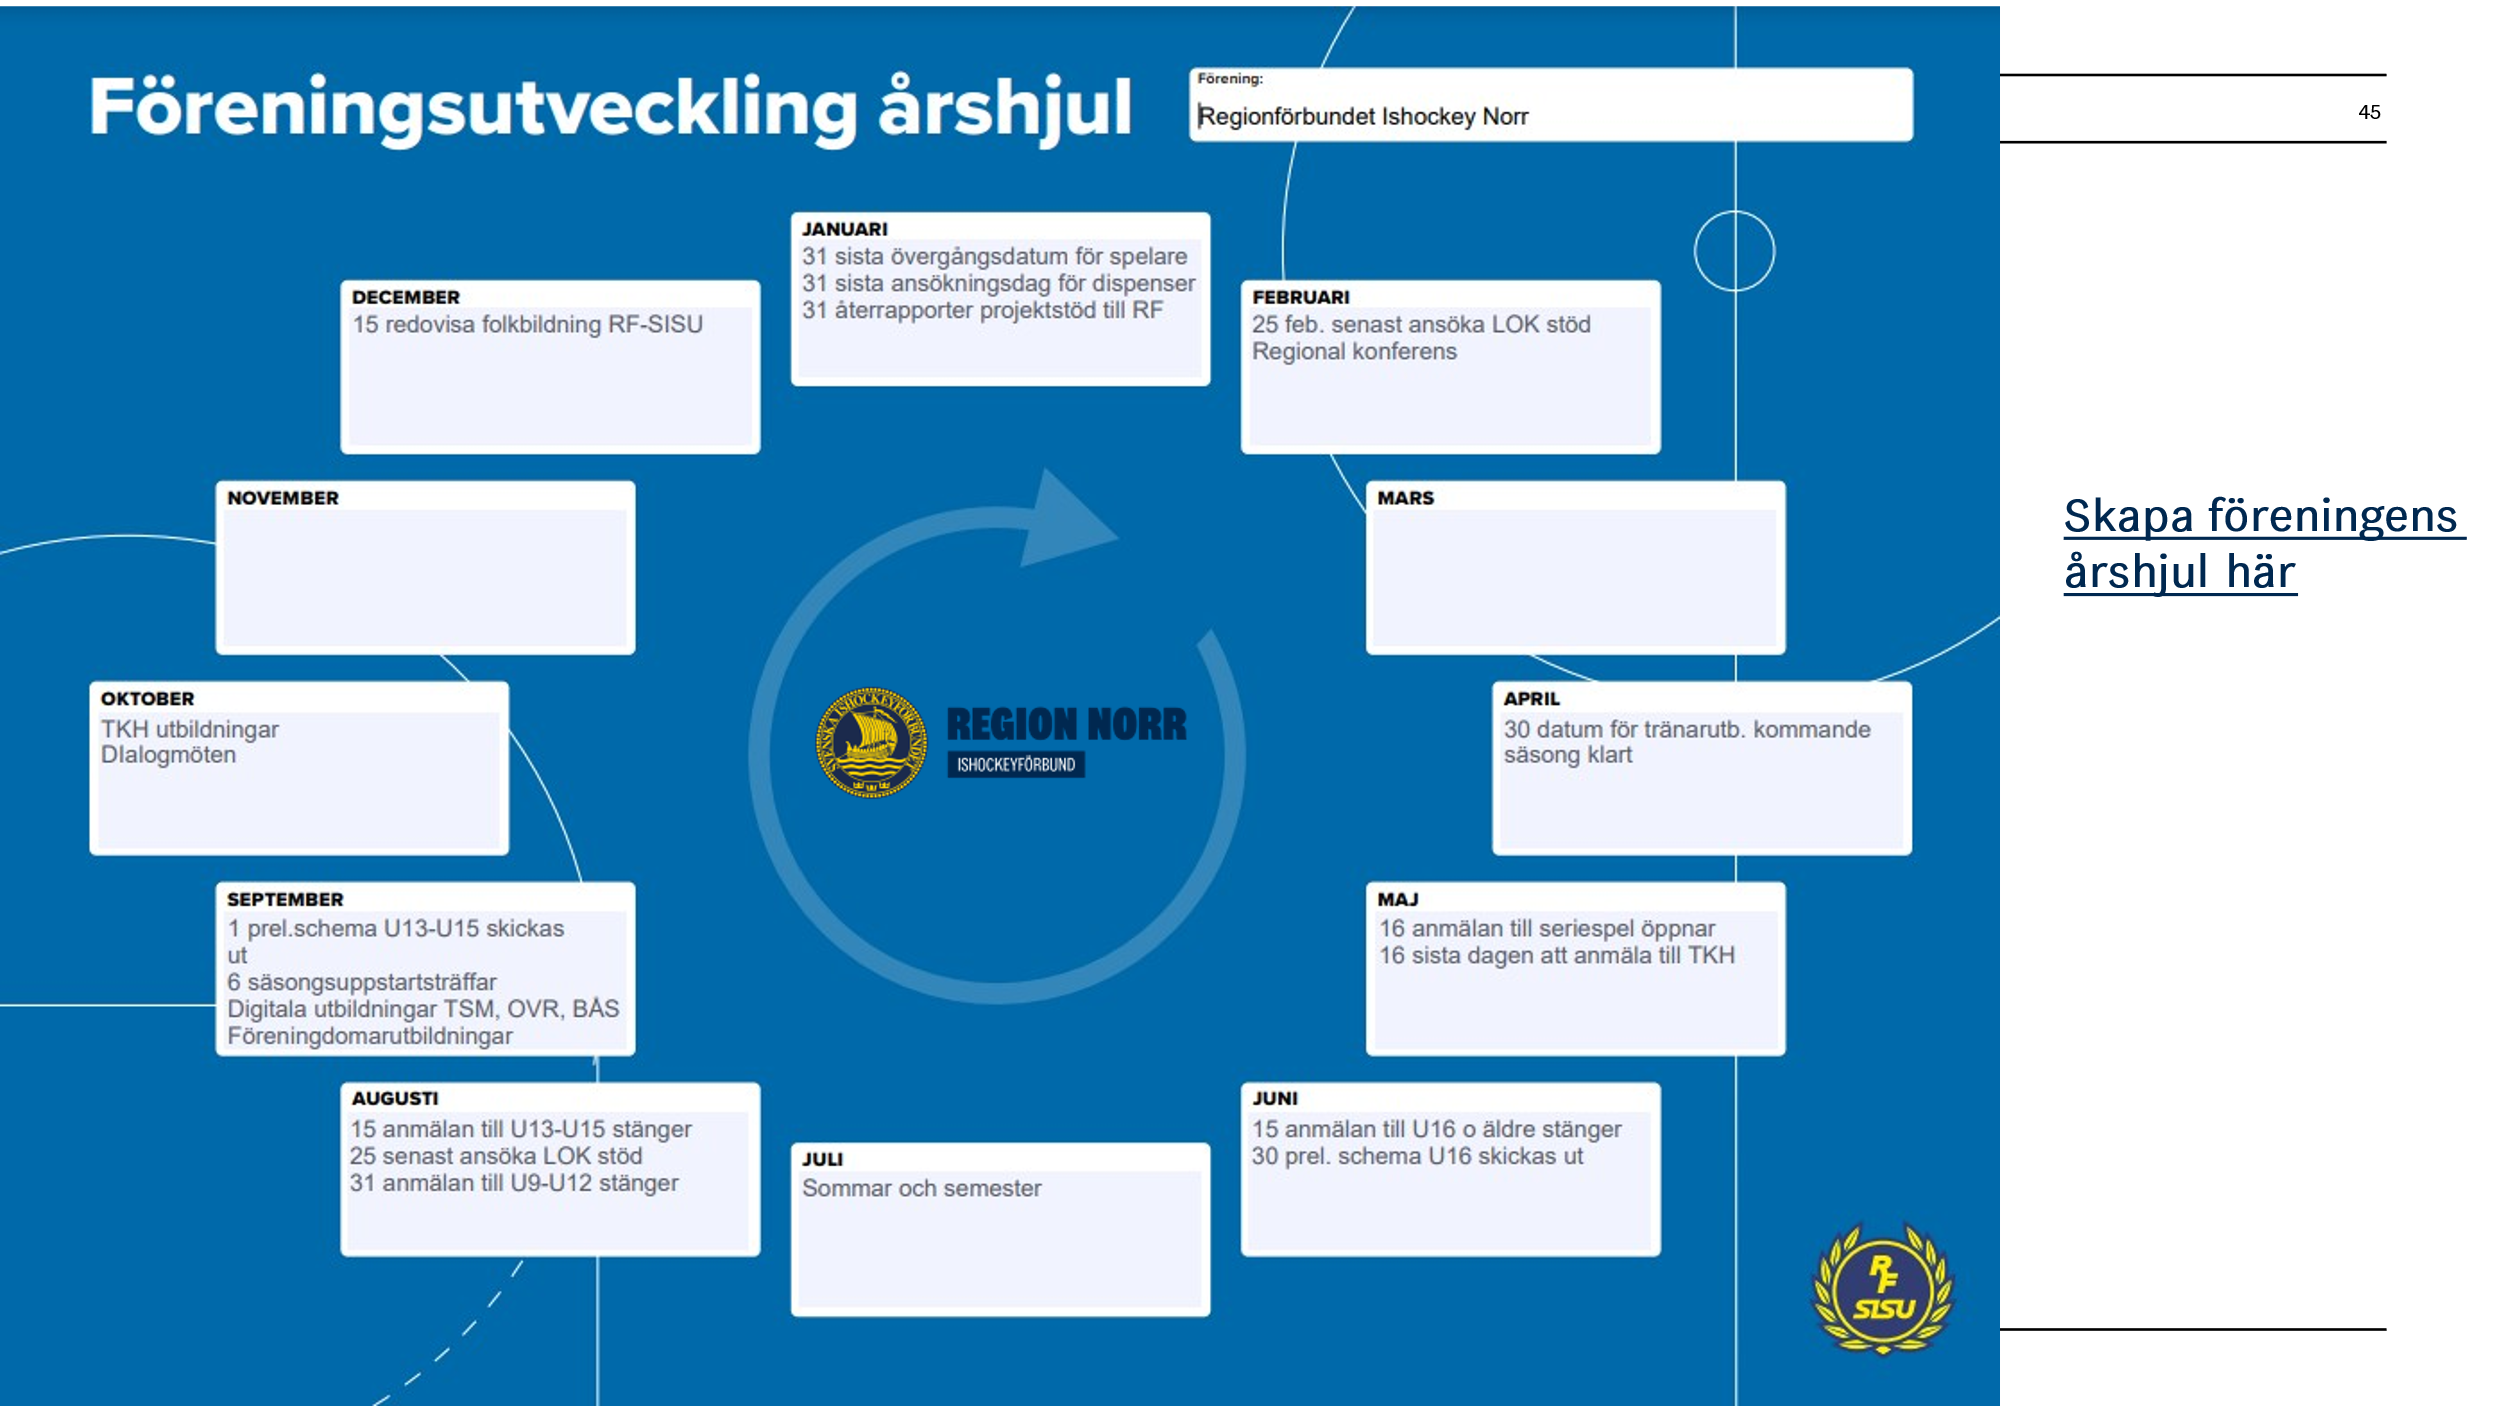 Föreningsutveckling årshjul
Förening:
Regionförbundet Ishockey Norr
45
JANUARI
31 sista övergångsdatum för spelare
31 sista ansökningsdag för dispenser
31 återrapporter projektstöd till RF
FEBRUARI
25 feb. senast ansöka LOK stöd
Regional konferens
MARS
APRIL
30 datum för tränarutb. kommande
säsong klart
MAJ
16 anmälan till seriespel öppnar
16 sista dagen att anmäla till TKH
JUNI
15 anmälan till U16 o äldre stänger
30 prel. schema U16 skickas ut
JULI
Sommar och semester
AUGUSTI
15 anmälan till U13-U15 stänger
25 senast ansöka LOK stöd
31 anmälan till U9-U12 stänger
SEPTEMBER
1 prel.schema U13-U15 skickas
ut
6 säsongsuppstartsträffar
Digitala utbildningar TSM, OVR, BÅS
Föreningdomarutbildningar
OKTOBER
TKH utbildningar
DIalogmöten
NOVEMBER
DECEMBER
15 redovisa folkbildning RF-SISU
SVENSKA ISHOCKEYFÖRBUNDET
REGION NORR
ISHOCKEYFÖRBUND
Skapa föreningens
årshjul här
RF
SISU